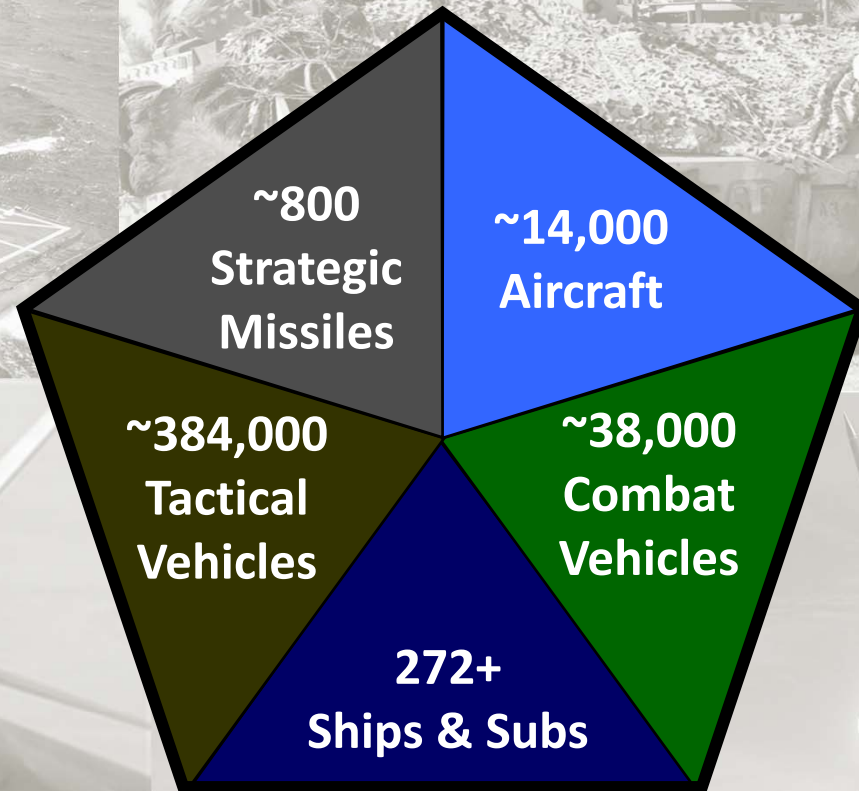 ~800
Strategic
Missiles
~14,000
Aircraft
~384,000
Tactical
Vehicles
~38,000
Combat
Vehicles
272+
Ships & Subs